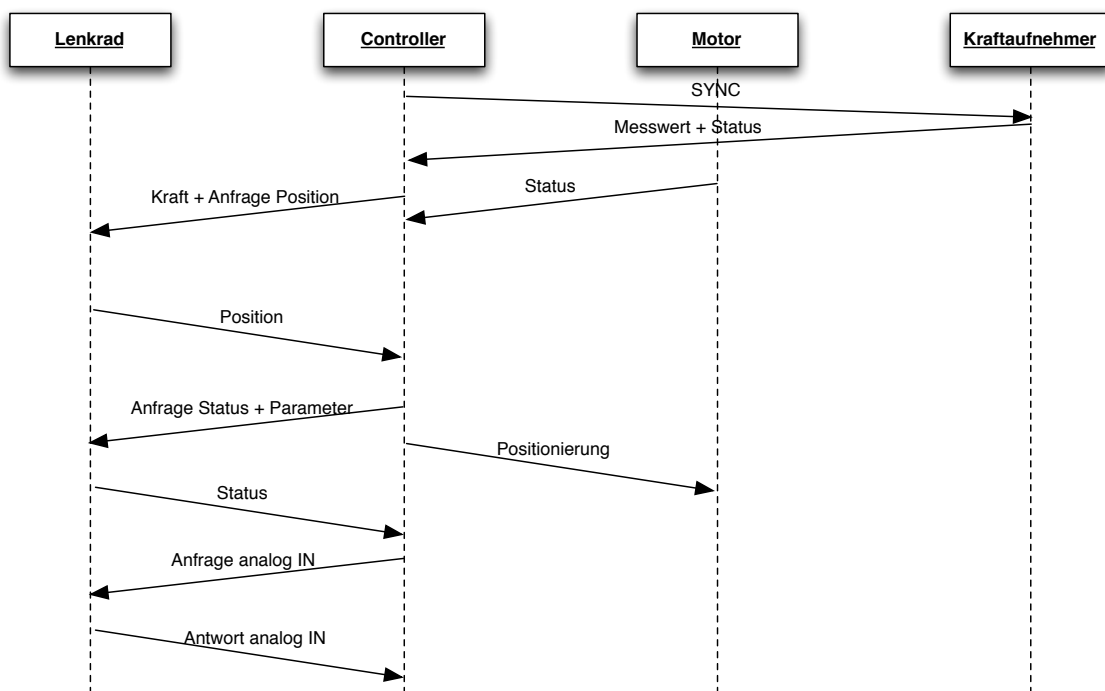 Lenkrad
Controller
Motor
Kraftaufnehmer
SYNC
Messwert + Status
Status
Kraft + Anfrage Position
Position
Anfrage Status + Parameter
Positionierung
Status
Anfrage analog IN
Antwort analog IN